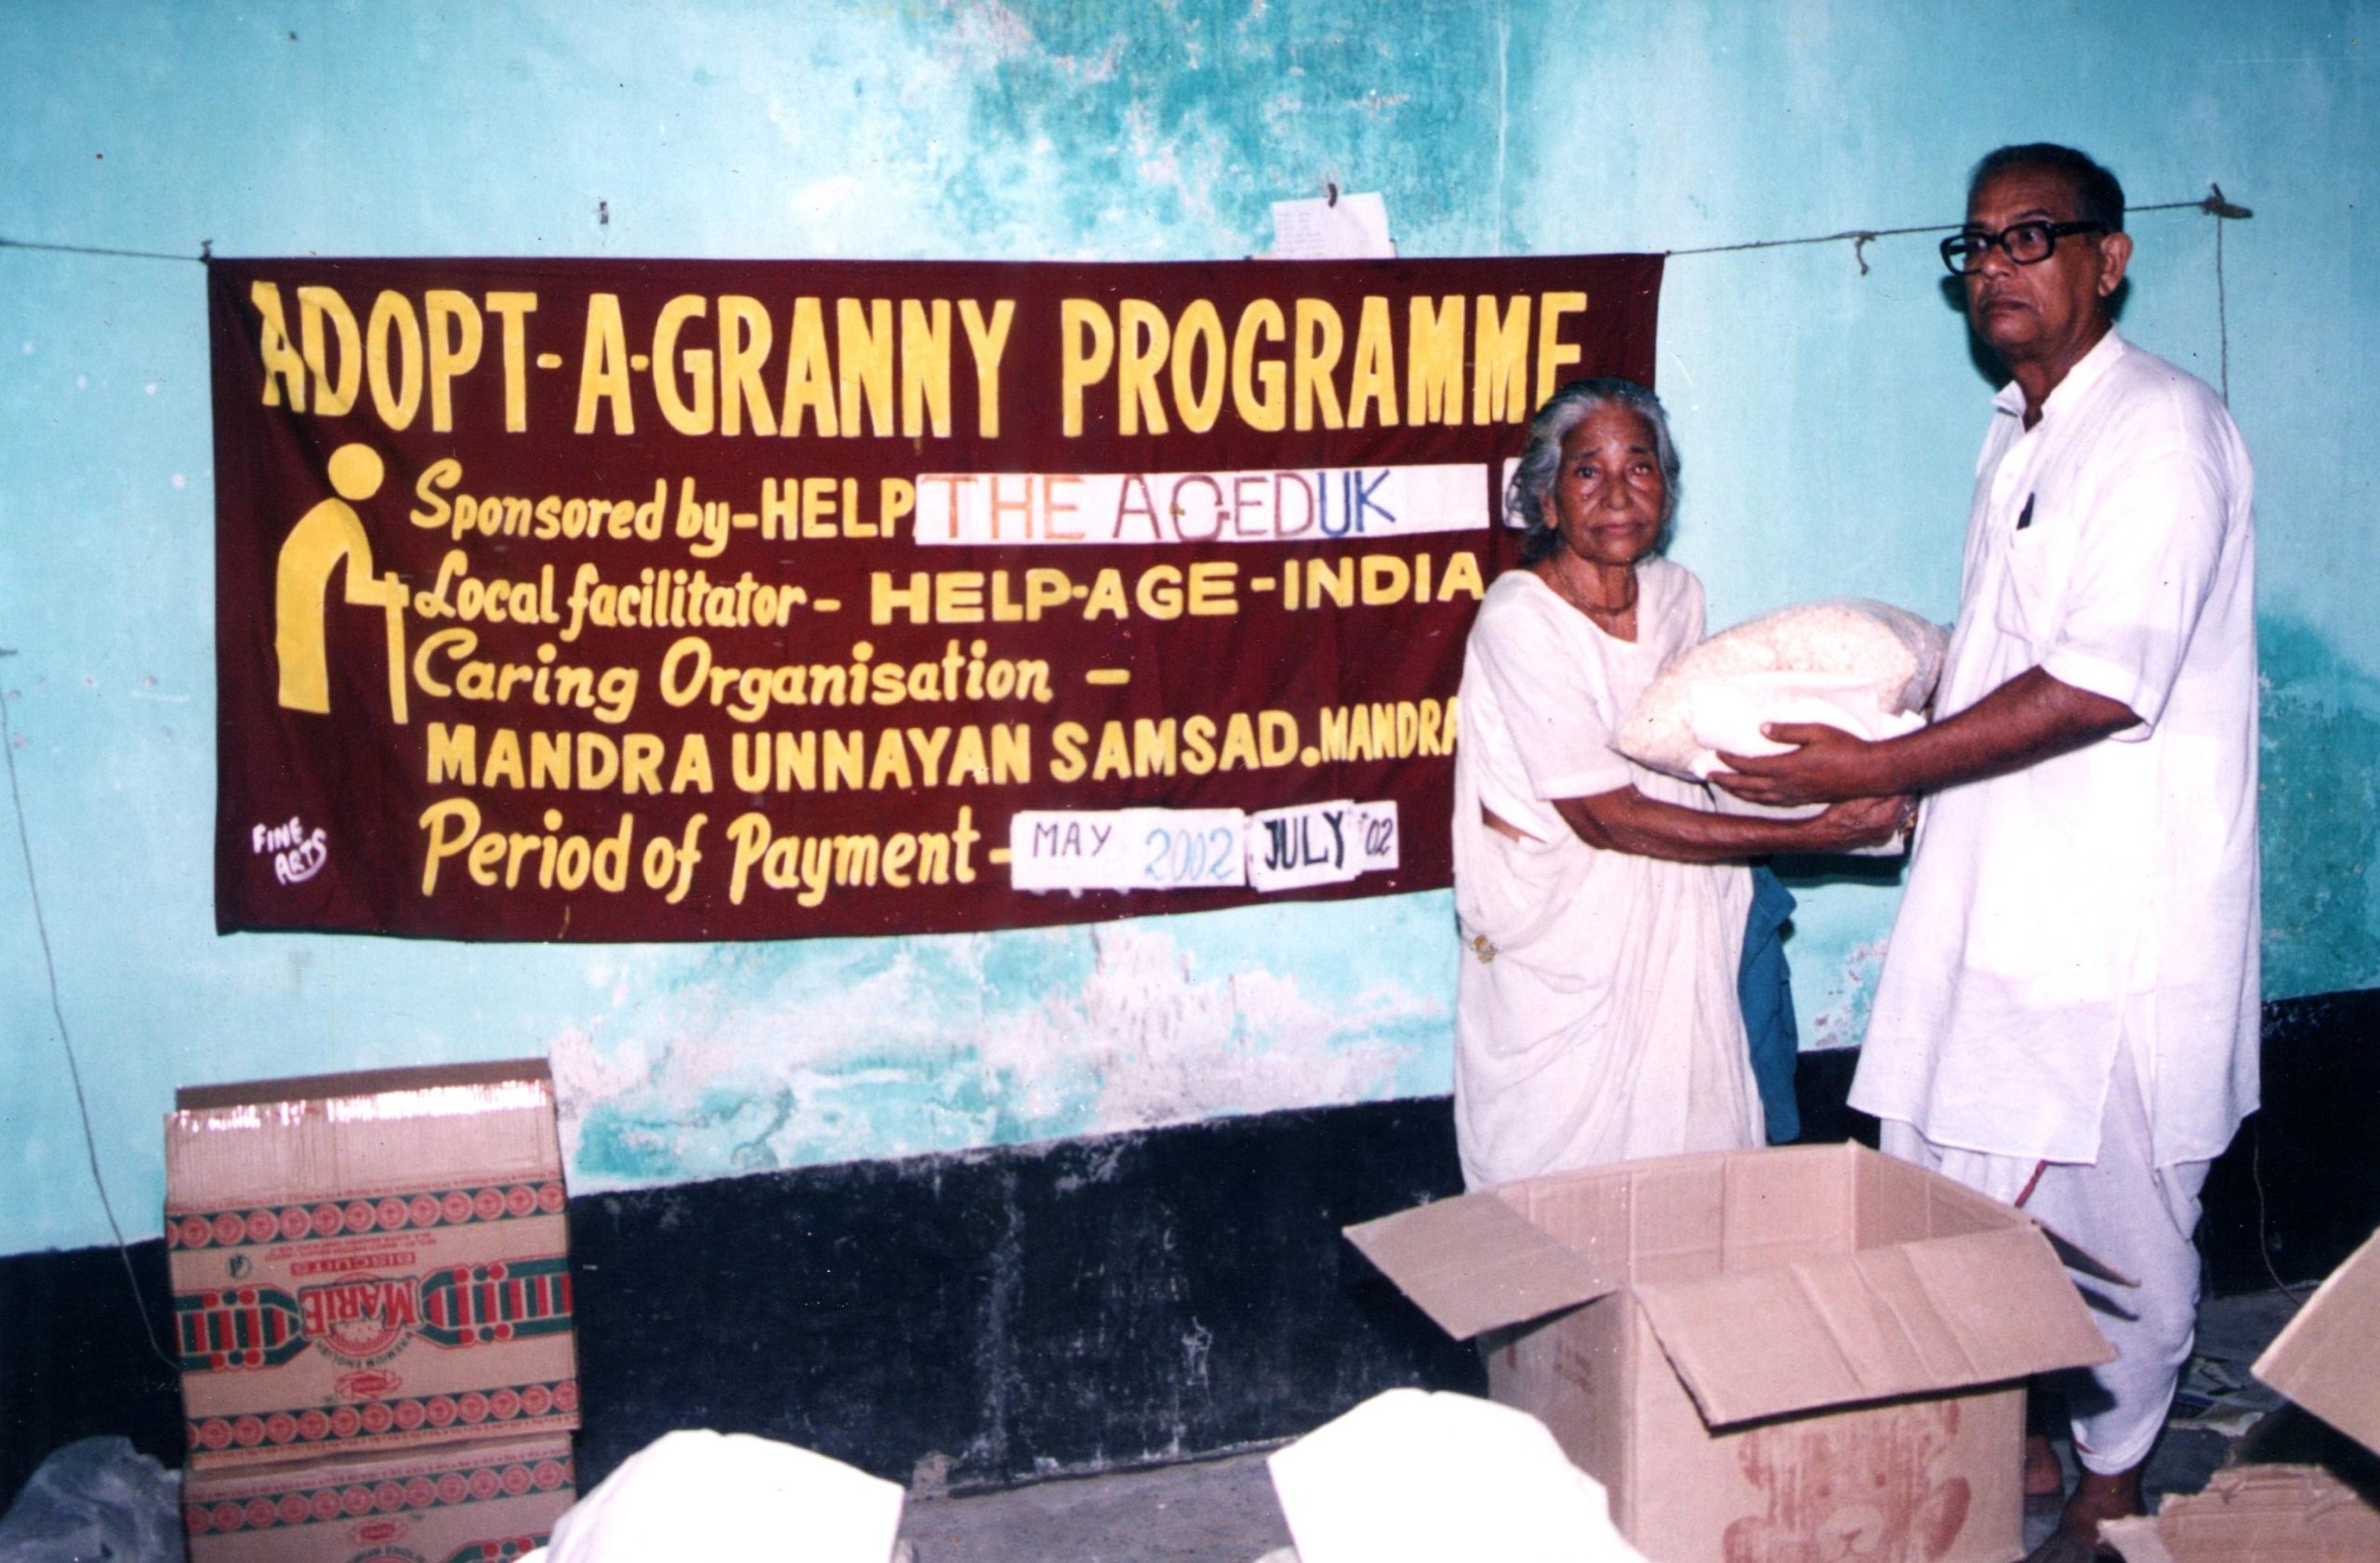 ADOPT-A-GRANNY PROGRAMME
Sponsored by-HELP THE AGED UK
Local facilitator - HELP-AGE-INDIA
Caring Organisation -
MANDRA UNNAYAN SAMSAD. MANDRA
Period of Payment - MAY 2002 JULY '02
FINE
ARTS
BISCUITS
MARIE